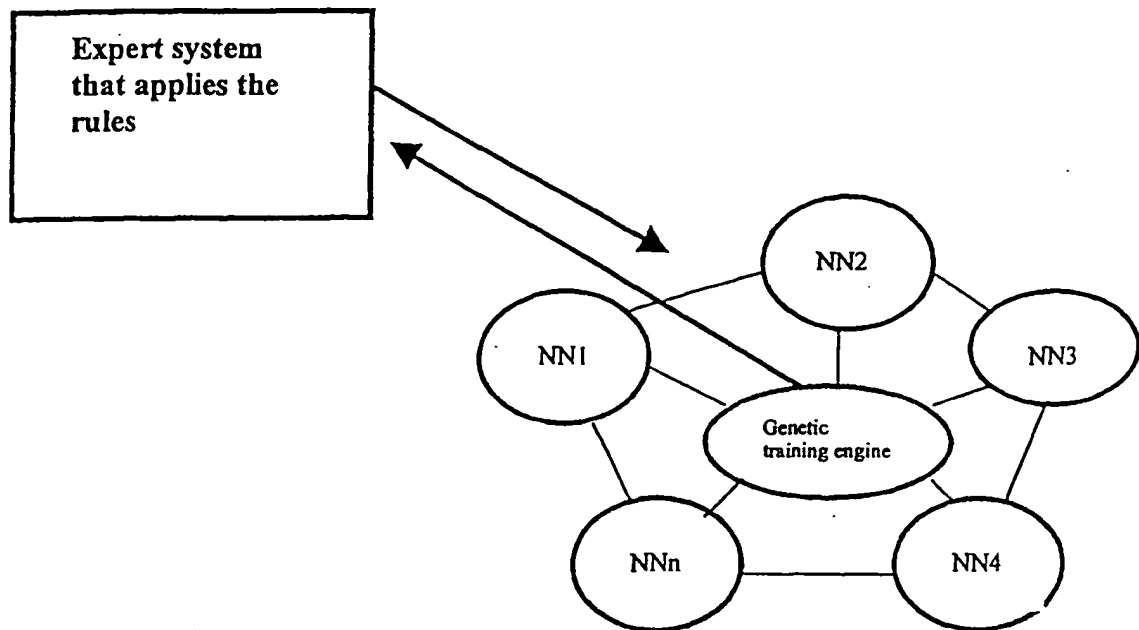 Expert system
that applies the
rules
NN2
NN1
NN3
Genetic
training engine
NNn
NN4